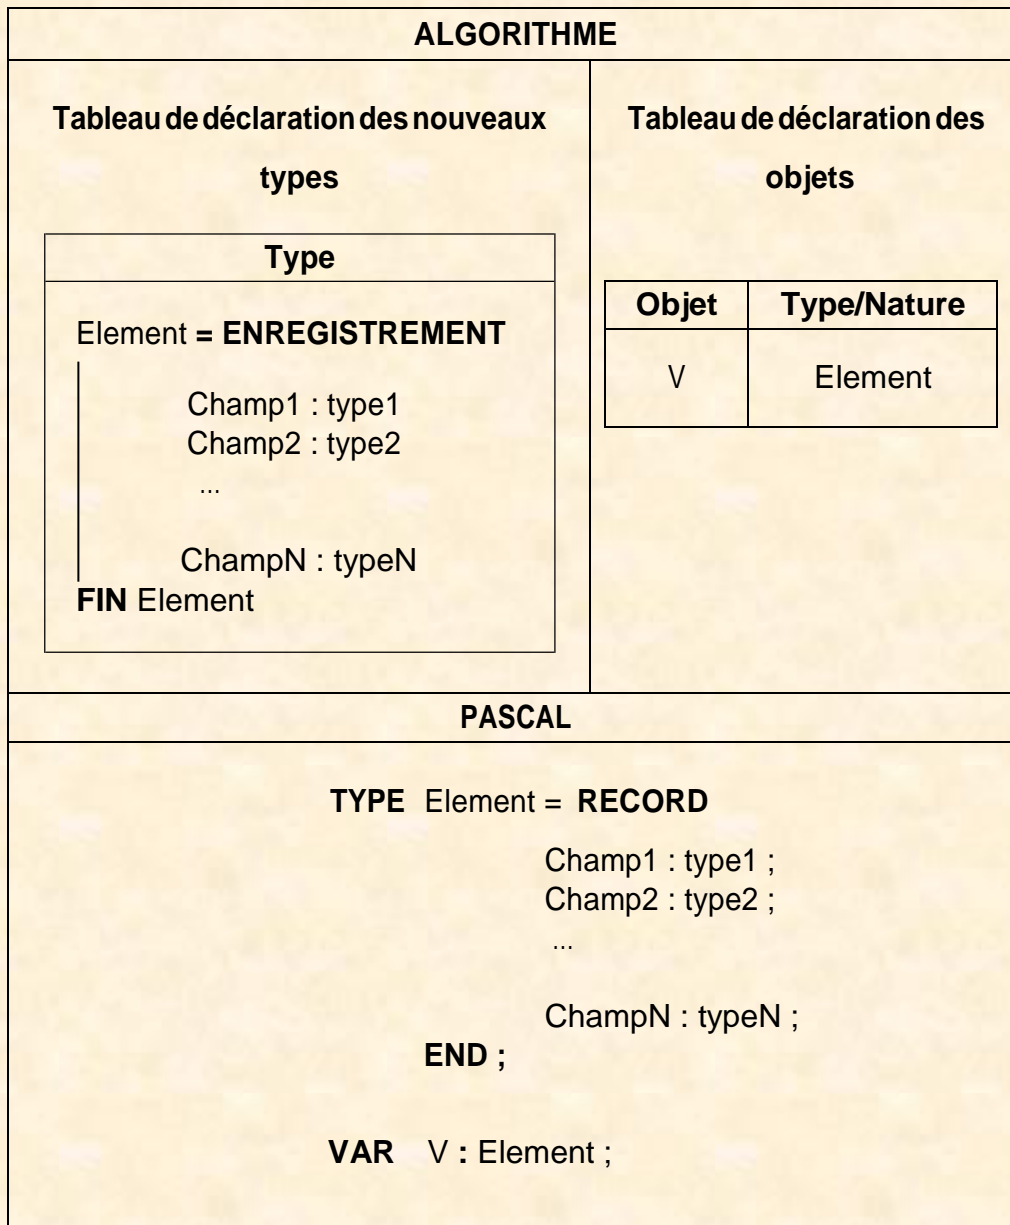 ALGORITHME
Tableau de déclaration des nouveaux
types
Type
Element = ENREGISTREMENT
Champ1 : type1
Champ2 : type2
...
ChampN : typeN
FIN Element
Tableau de déclaration des
objets
Objet Type/Nature
V Element
PASCAL
TYPE Element = RECORD
Champ1 : type1 ;
Champ2 : type2 ;
...
ChampN : typeN ;
END ;
VAR V : Element ;